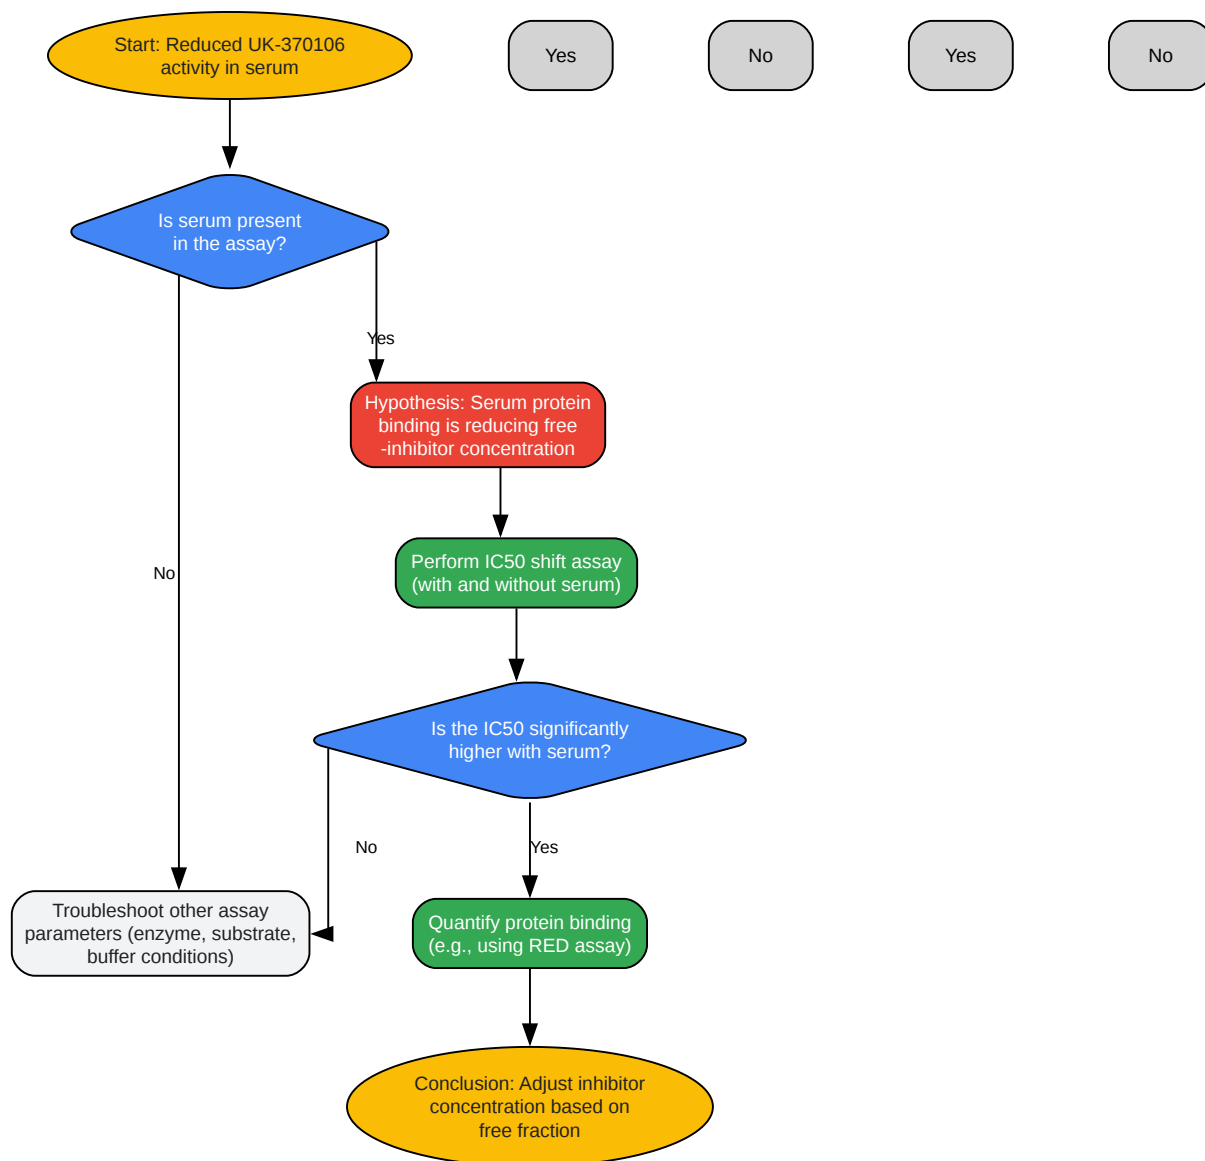 Start: Reduced UK-370106
activity in serum
Yes
No
Yes
No
Is serum present
in the assay?
Yes
Hypothesis: Serum protein
binding is reducing free
-inhibitor concentration
Perform IC50 shift assay
(with and without serum)
No
Is the IC50 significantly
higher with serum?
No
Yes
Troubleshoot other assay
parameters (enzyme, substrate,
buffer conditions)
Quantify protein binding
(e.g., using RED assay)
Conclusion: Adjust inhibitor
concentration based on
free fraction